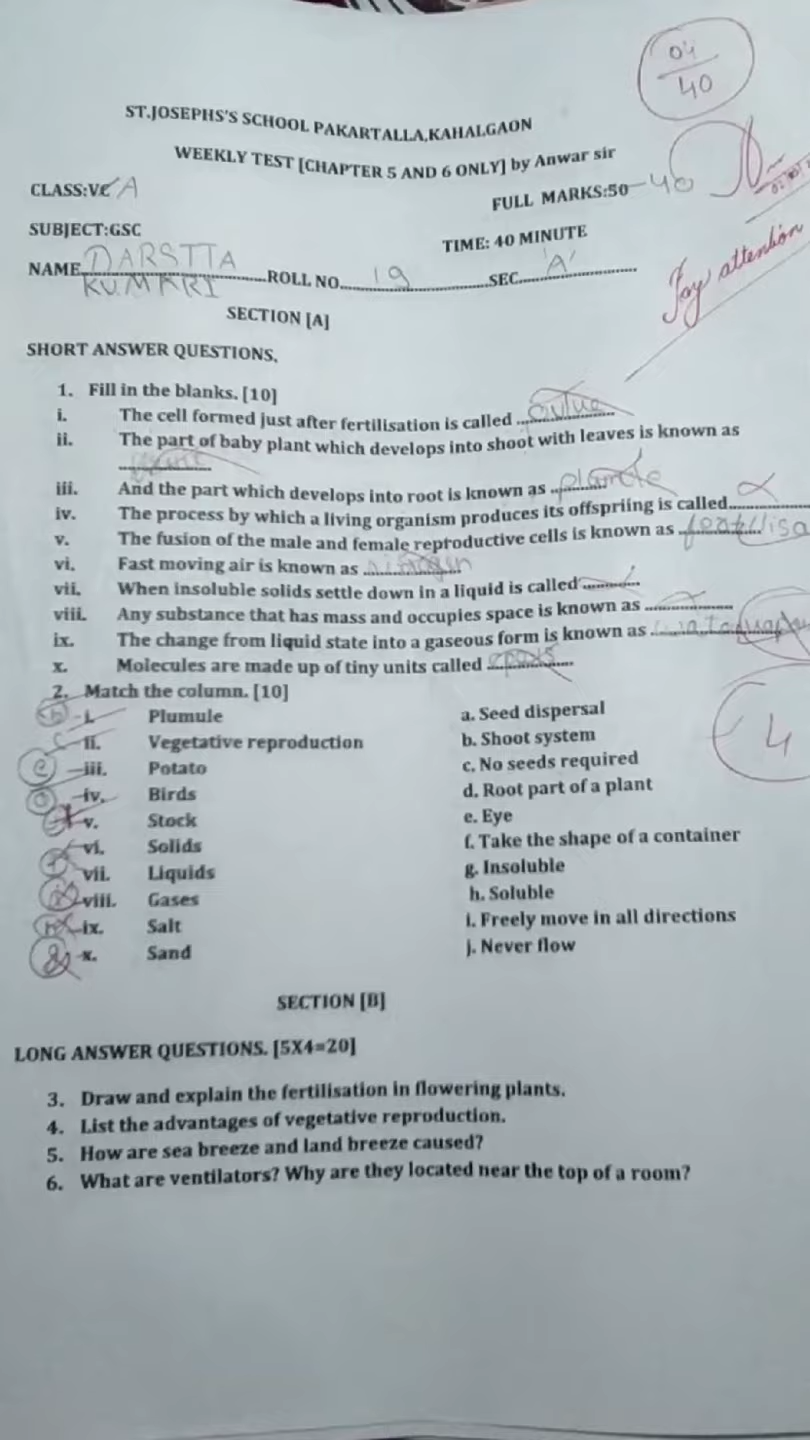 04
40
ST.JOSEPHS'S SCHOOL PAKARTALLA,KAHALGAON
WEEKLY TEST [CHAPTER 5 AND 6 ONLY] by Anwar sir
CLASS:VC A
FULL MARKS:50 40
SUBJECT:GSC
TIME: 40 MINUTE
Pay attention
NAME DARSTTA KUMARI ROLL NO. 19 SEC. 'A'
SECTION [A]
SHORT ANSWER QUESTIONS.
1. Fill in the blanks. [10]
i. The cell formed just after fertilisation is called
ii. The part of baby plant which develops into shoot with leaves is known as
iii. And the part which develops into root is known as
iv. The process by which a living organism produces its offspriing is called
v. The fusion of the male and female reproductive cells is known as
vi. Fast moving air is known as
vii. When insoluble solids settle down in a liquid is called
viii. Any substance that has mass and occupies space is known as
ix. The change from liquid state into a gaseous form is known as
x. Molecules are made up of tiny units called
2. Match the column. [10]
i. Plumule a. Seed dispersal
ii. Vegetative reproduction b. Shoot system
e iii. Potato c. No seeds required
iv. Birds d. Root part of a plant
v. Stock e. Eye
vi. Solids f. Take the shape of a container
vii. Liquids g. Insoluble
viii. Gases h. Soluble
ix. Salt i. Freely move in all directions
x. Sand j. Never flow
4
SECTION [B]
LONG ANSWER QUESTIONS. [5X4=20]
3. Draw and explain the fertilisation in flowering plants.
4. List the advantages of vegetative reproduction.
5. How are sea breeze and land breeze caused?
6. What are ventilators? Why are they located near the top of a room?